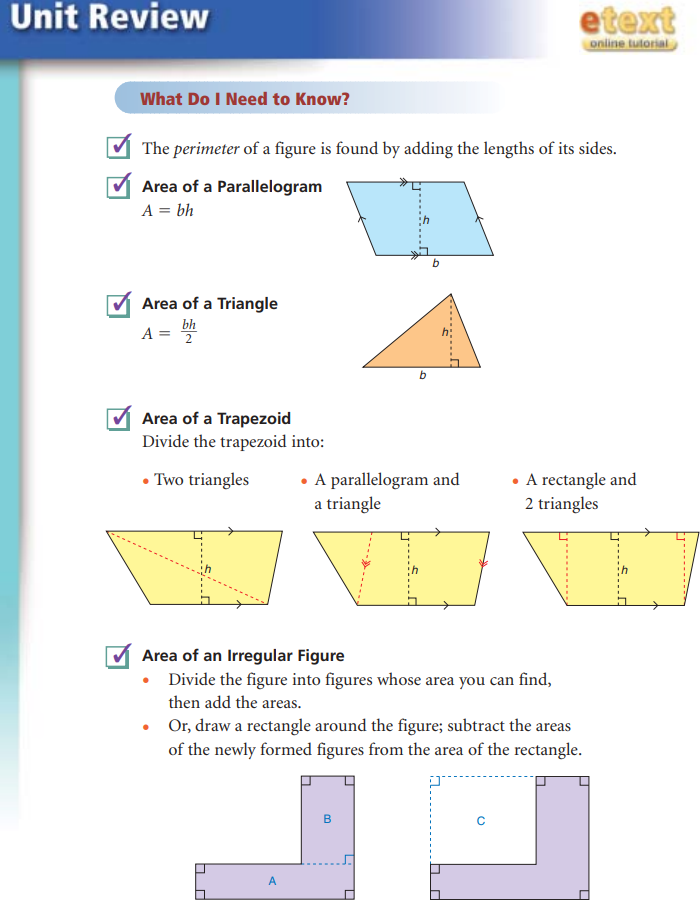 Unit Review
etext
online tutorial
What Do I Need to Know?
The perimeter of a figure is found by adding the lengths of its sides.
Area of a Parallelogram
A = bh
h
b
Area of a Triangle
A = bh/2
h
b
Area of a Trapezoid
Divide the trapezoid into:
• Two triangles
• A parallelogram and
a triangle
• A rectangle and
2 triangles
h
h
h
Area of an Irregular Figure
• Divide the figure into figures whose area you can find,
then add the areas.
• Or, draw a rectangle around the figure; subtract the areas
of the newly formed figures from the area of the rectangle.
B
A
C